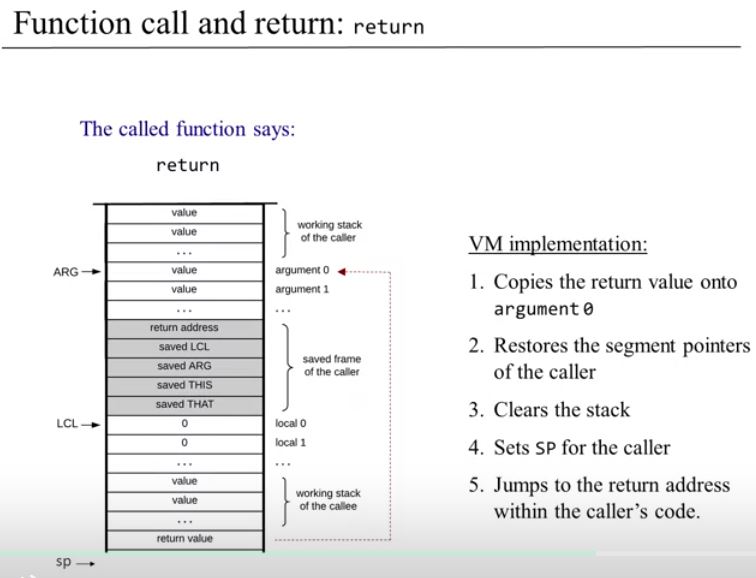 Function call and return: return
The called function says:
return
value
value
working stack
of the caller
...
ARG
value
argument 0
value
argument 1
...
...
return address
saved LCL
saved ARG
saved THIS
saved THAT
saved frame
of the caller
LCL
0
local 0
0
local 1
...
...
value
value
working stack
of the callee
...
return value
sp
VM implementation:
1. Copies the return value onto
argument 0
2. Restores the segment pointers
of the caller
3. Clears the stack
4. Sets SP for the caller
5. Jumps to the return address
within the caller's code.